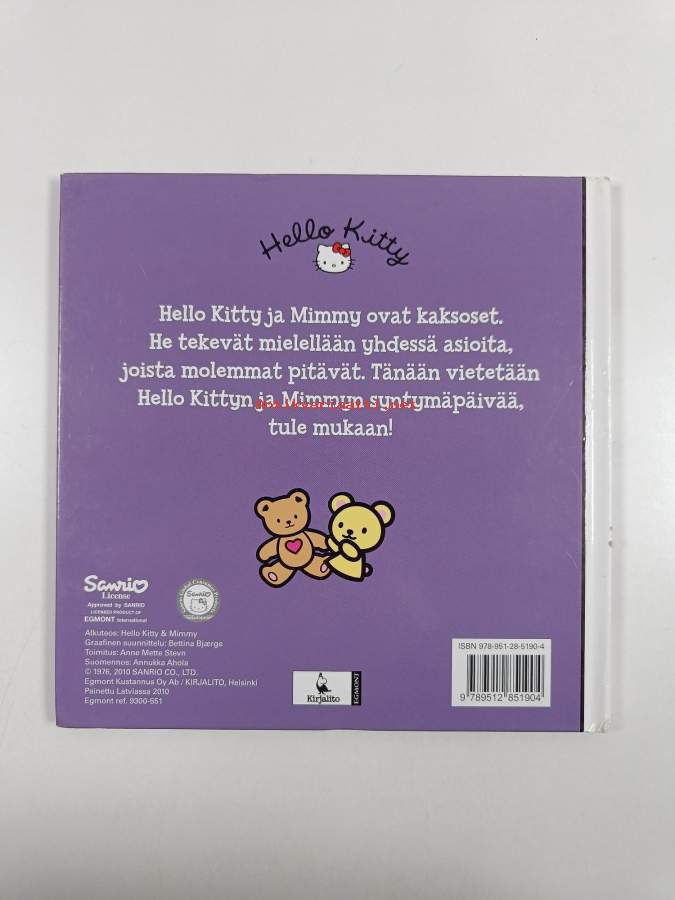 Hello Kitty
Hello Kitty ja Mimmy ovat kaksoset.
He tekevät mielellään yhdessä asioita,
joista molemmat pitävät. Tänään vietetään
Hello Kittyn ja Mimmyn syntymäpäivää,
tule mukaan!
Sanrio
License
Approved by SANRIO
LICENSED PRODUCT OF
EGMONT International
Alkuteos: Hello Kitty & Mimmy
Graafinen suunnittelu: Bettina Bjærge
Toimitus: Anne Mette Stevn
Suomennos: Annukka Ahola
© 1976, 2010 SANRIO CO., LTD.
Egmont Kustannus Oy Ab / KIRJALITO, Helsinki
Painettu Latviassa 2010
Egmont ref. 9300-551
Kirjalito
EGMONT
ISBN 978-951-28-5190-4
9 789512 851904